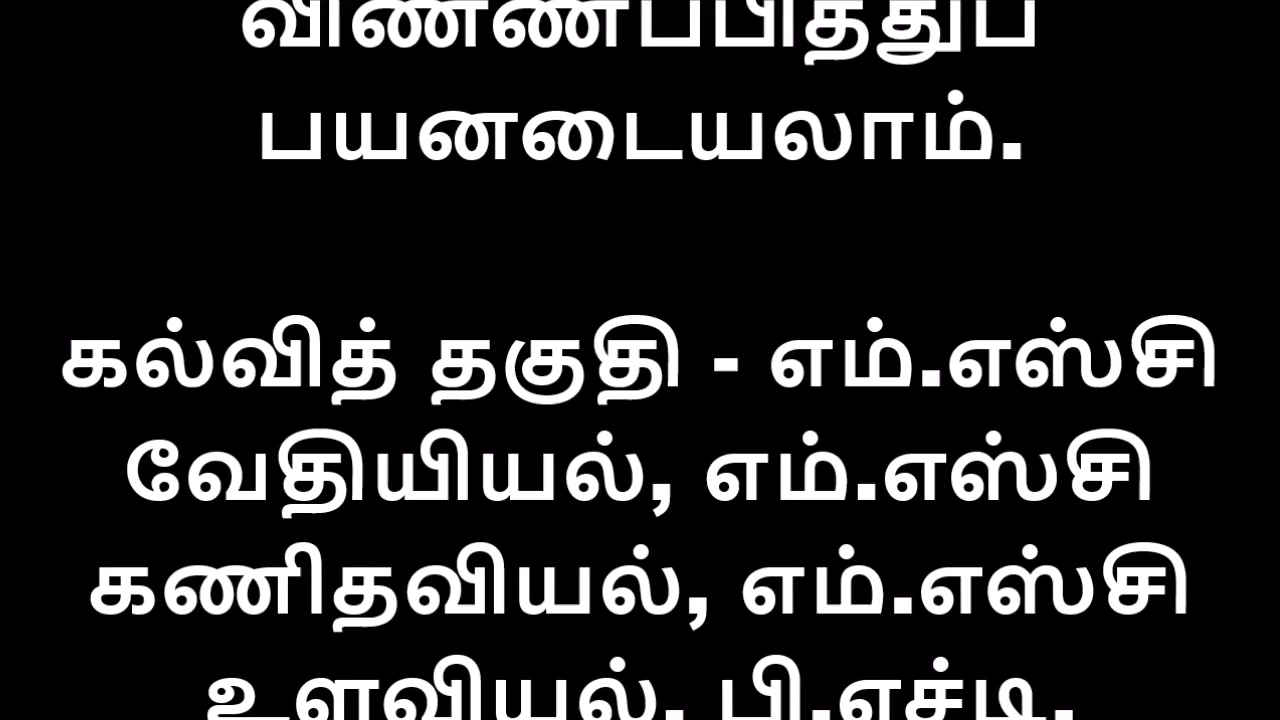 விண்ணப்பித்துப்
பயனடையலாம்.
கல்வித் தகுதி - எம்.எஸ்சி
வேதியியல், எம்.எஸ்சி
கணிதவியல், எம்.எஸ்சி
உளவியல், பி.எச்டி,